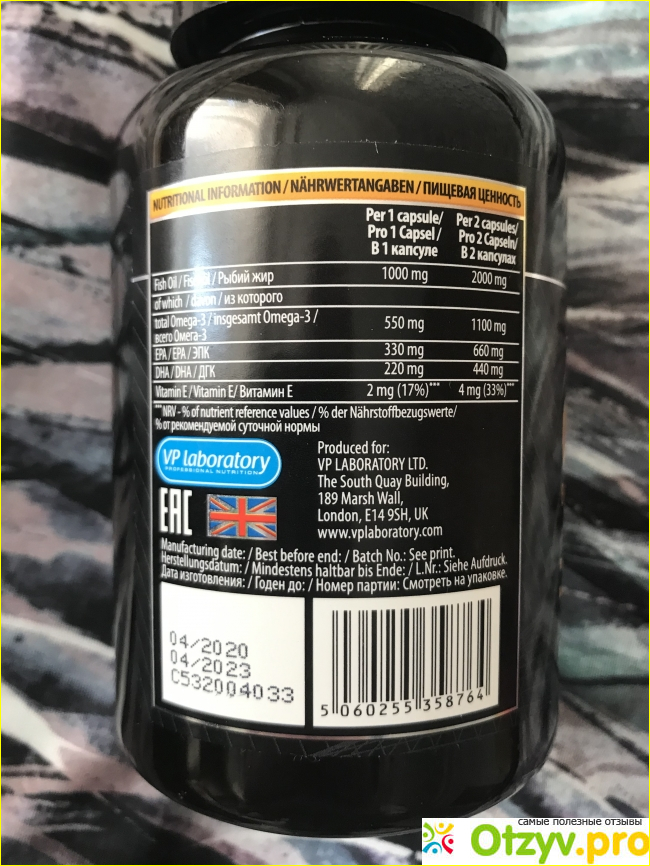 NUTRITIONAL INFORMATION / NÄHRWERTANGABEN / ПИЩЕВАЯ ЦЕННОСТЬ
Per 1 capsule/ Per 2 capsules/
Pro 1 Capsel / Pro 2 Capseln/
В 1 капсуле В 2 капсулах
Fish Oil / / Рыбий жир 1000 mg 2000 mg
of which / davon / из которого
total Omega-3 / insgesamt Omega-3 /
всего Омега-3 550 mg 1100 mg
EPA / EPA / ЭПК 330 mg 660 mg
DHA / DHA / ДГК 220 mg 440 mg
Vitamin E / Vitamin E / Витамин Е 2 mg (17%)*** 4 mg (33%)***
***NRV - % of nutrient reference values / % der Nährstoffbezugswerte/
% от рекомендуемой суточной нормы
VP laboratory
PROFESSIONAL NUTRITION
EAC
Produced for:
VP LABORATORY LTD.
The South Quay Building,
189 Marsh Wall,
London, E14 9SH, UK
www.vplaboratory.com
Manufacturing date: / Best before end: / Batch No.: See print.
Herstellungsdatum: / Mindestens haltbar bis Ende: / L.Nr.: Siehe Aufdruck.
Дата изготовления: / Годен до: / Номер партии: Смотреть на упаковке.
04/2020
04/2023
C532004033
5 060255 358764
самые полезные отзывы
Otzyv.pro